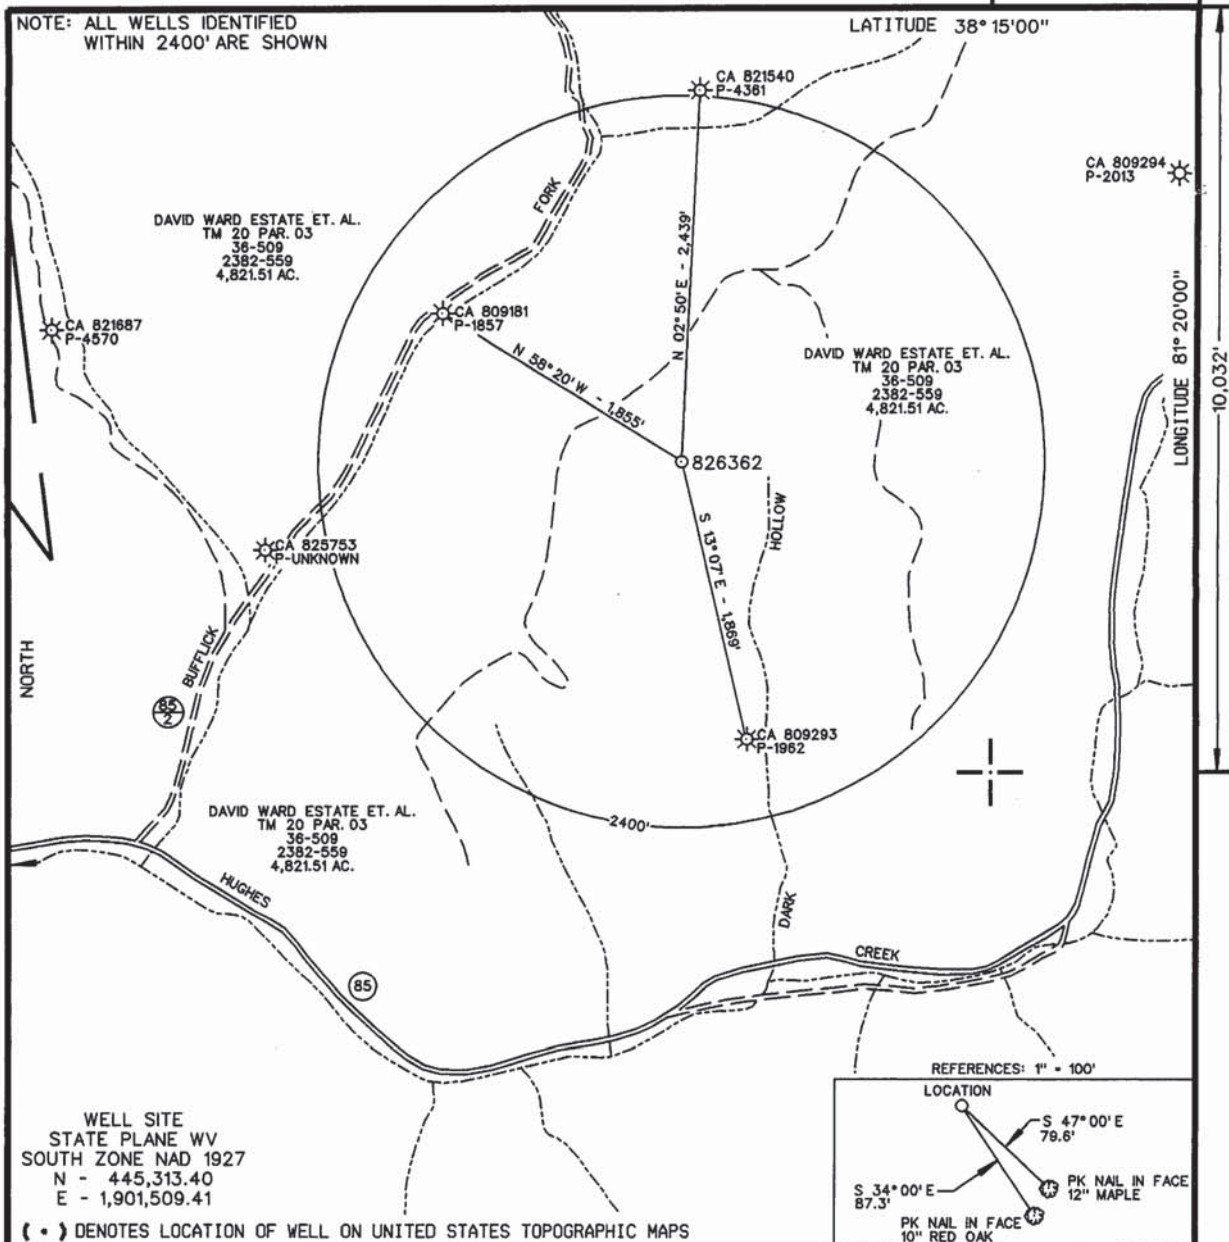 NOTE: ALL WELLS IDENTIFIED
WITHIN 2400' ARE SHOWN
LATITUDE 38° 15'00"
CA 821540
P-4361
CA 809294
P-2013
FORK
DAVID WARD ESTATE ET. AL.
TM 20 PAR. 03
36-509
2382-559
4,821.51 AC.
N 02° 50' E - 2,439'
CA 809181
P-1857
CA 821687
P-4570
N 58° 20' W - 1,855'
DAVID WARD ESTATE ET. AL.
TM 20 PAR. 03
36-509
2382-559
4,821.51 AC.
LONGITUDE 81° 20'00"
10,032'
826362
S 13° 07' E - 1,869'
HOLLOW
CA 825753
P-UNKNOWN
NORTH
BUFFLICK
85
2
CA 809293
P-1962
2400'
DAVID WARD ESTATE ET. AL.
TM 20 PAR. 03
36-509
2382-559
4,821.51 AC.
HUGHES
DARK
CREEK
85
REFERENCES: 1" = 100'
LOCATION
S 47° 00' E
79.6'
S 34° 00' E
87.3'
PK NAIL IN FACE
12" MAPLE
PK NAIL IN FACE
10" RED OAK
WELL SITE
STATE PLANE WV
SOUTH ZONE NAD 1927
N - 445,313.40
E - 1,901,509.41
( • ) DENOTES LOCATION OF WELL ON UNITED STATES TOPOGRAPHIC MAPS